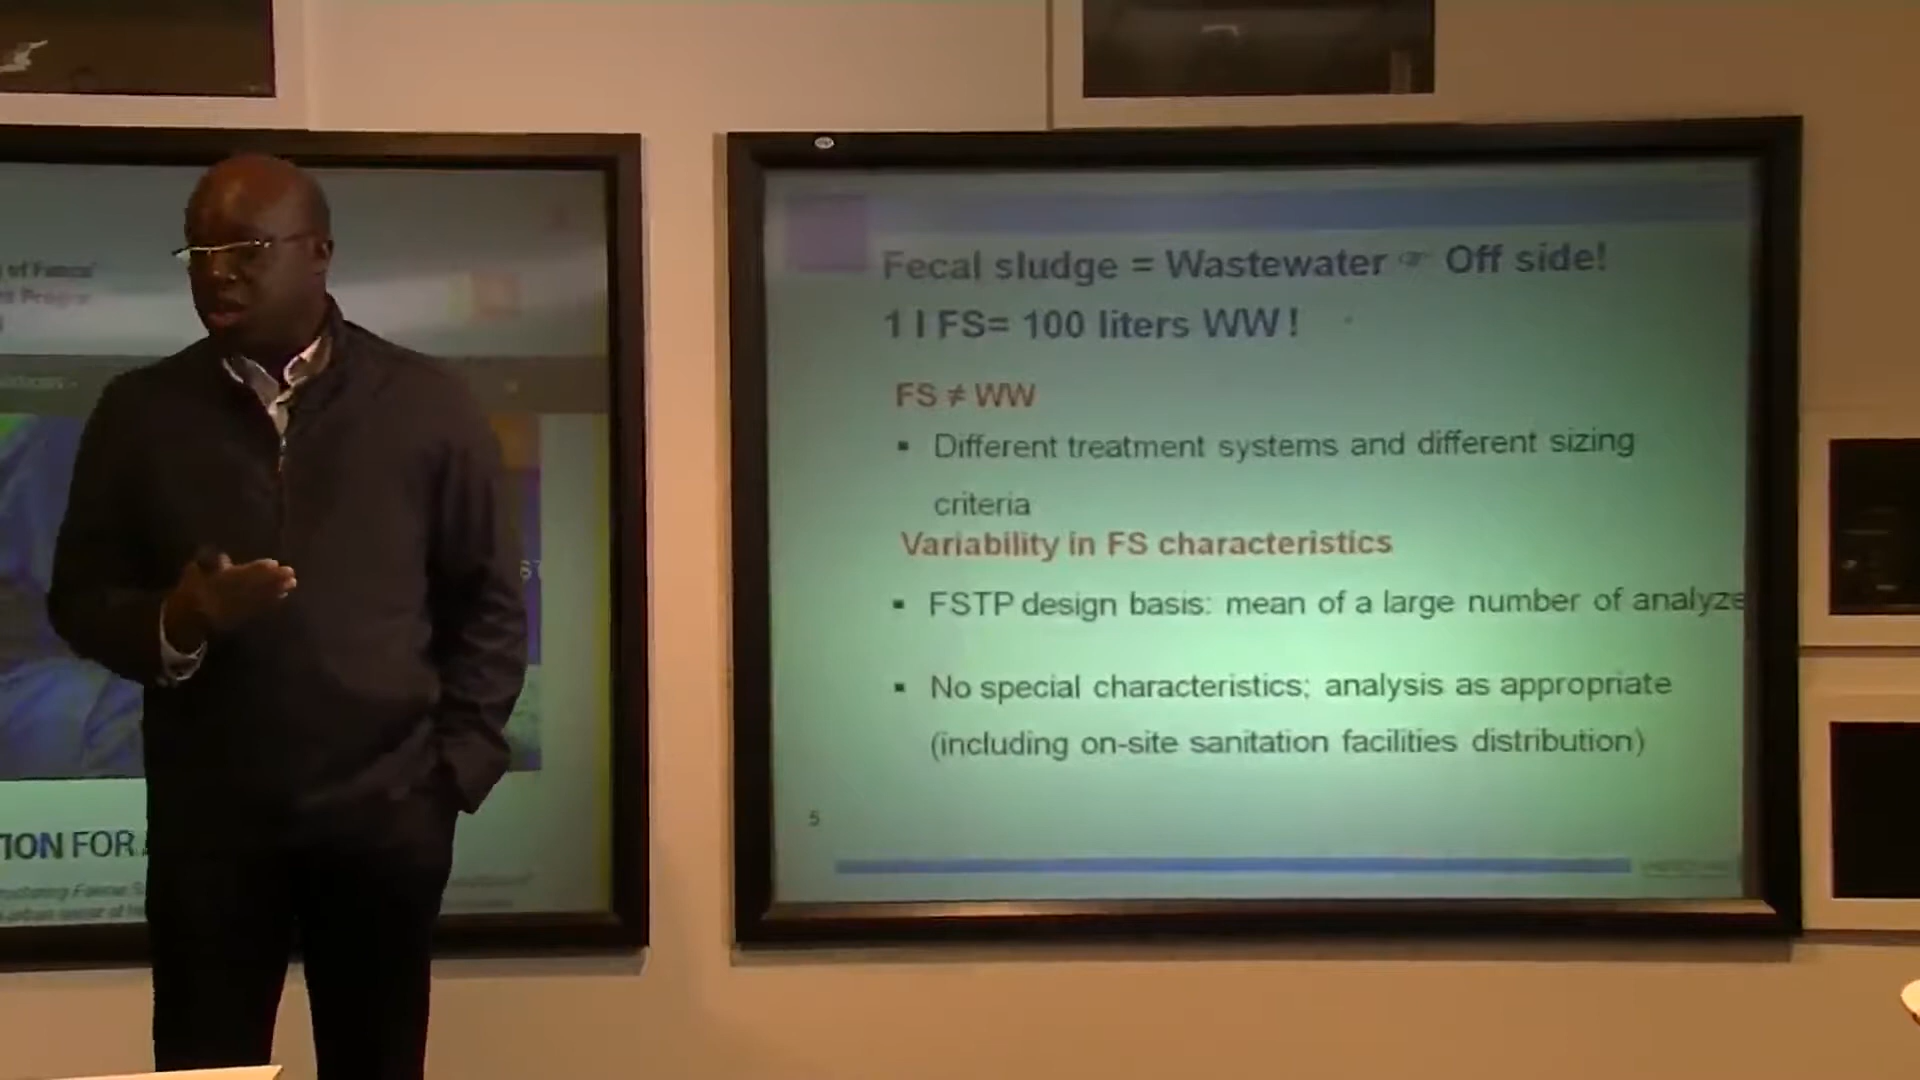 of Faecal
TION FOR
Fecal sludge = Wastewater ☞ Off side!
1 l FS= 100 liters WW !
FS ≠ WW
▪ Different treatment systems and different sizing
criteria
Variability in FS characteristics
▪ FSTP design basis: mean of a large number of analyze
▪ No special characteristics; analysis as appropriate
(including on-site sanitation facilities distribution)
5